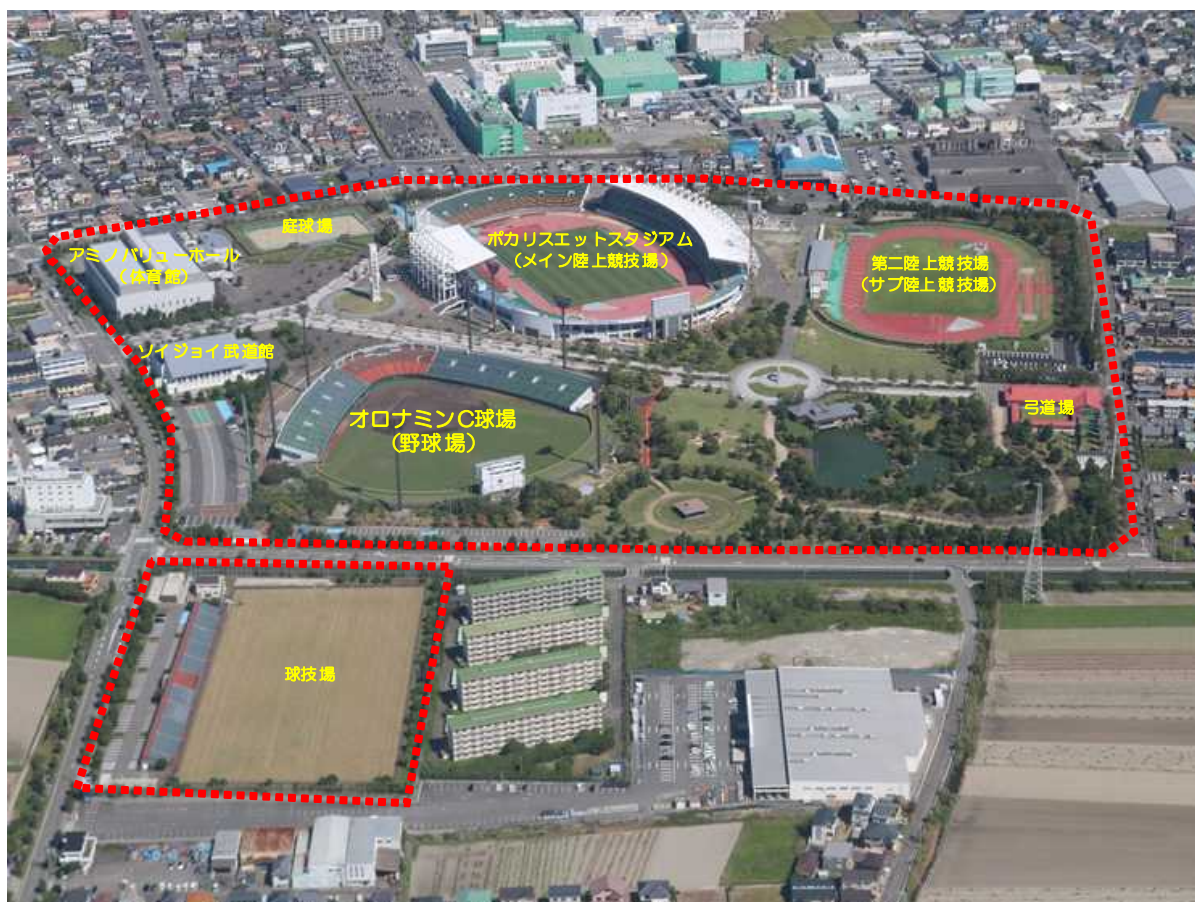 庭球場
アミノバリューホール
（体育館）
ポカリスエットスタジアム
（メイン陸上競技場）
第二陸上競技場
（サブ陸上競技場）
ソイジョイ武道館
オロナミンC球場
（野球場）
弓道場
球技場